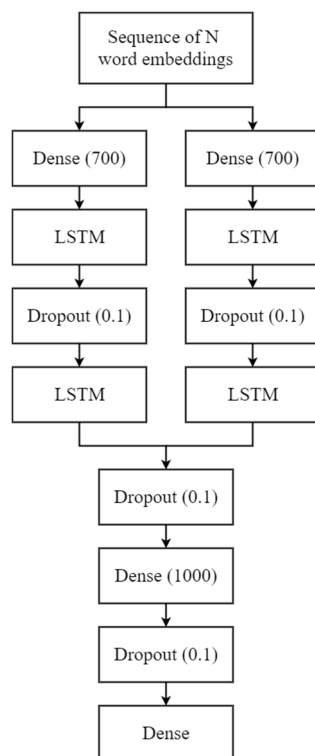 Sequence of N
word embeddings
Dense (700)
Dense (700)
LSTM
LSTM
Dropout (0.1)
Dropout (0.1)
LSTM
LSTM
Dropout (0.1)
Dense (1000)
Dropout (0.1)
Dense